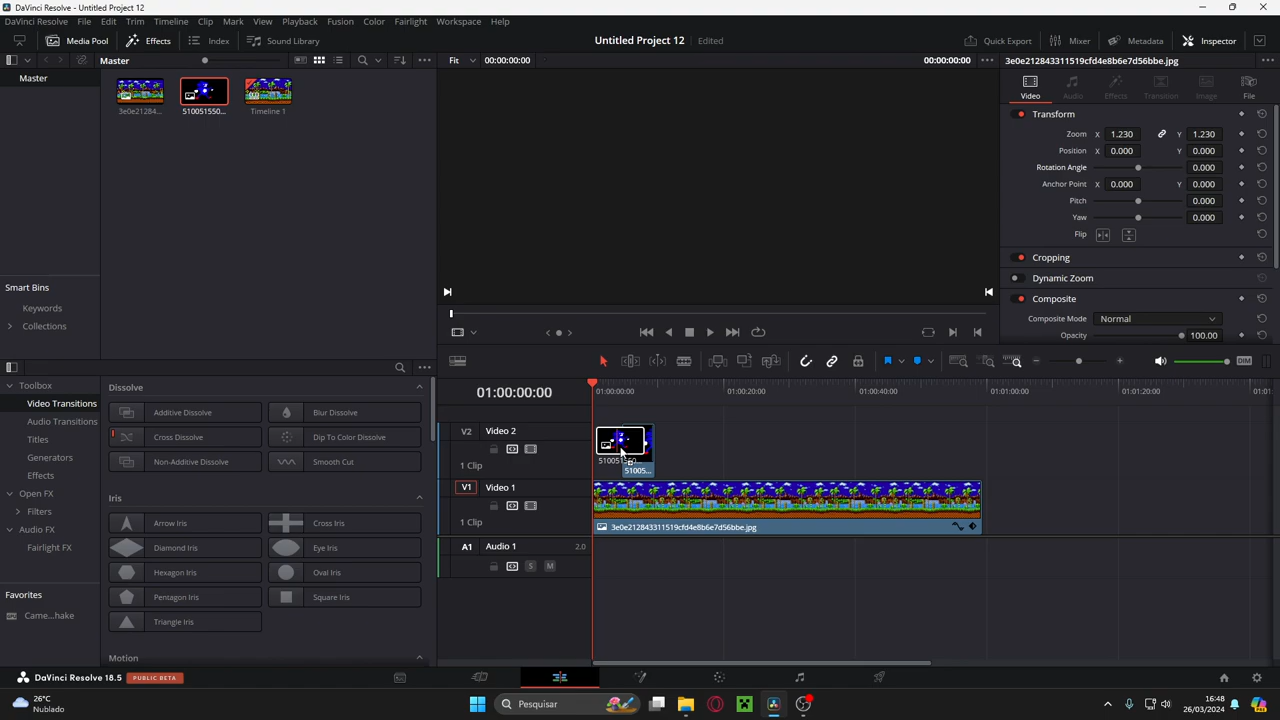 DaVinci Resolve - Untitled Project 12
DaVinci Resolve File Edit Trim Timeline Clip Mark View Playback Fusion Color Fairlight Workspace Help
Media Pool Effects Index Sound Library Untitled Project 12 Edited Quick Export Mixer Metadata Inspector
Master Fit 00:00:00:00 00:00:00:00 3e0e212843311519cfd4e8b6e7d56bbe.jpg
Master
Video Audio Effects Transition Image File
3e0e21284... 510051550... Timeline 1
Transform
Zoom X 1.230 Y 1.230
Position X 0.000 Y 0.000
Rotation Angle 0.000
Anchor Point X 0.000 Y 0.000
Pitch 0.000
Yaw 0.000
Flip
Cropping
Dynamic Zoom
Composite
Composite Mode Normal
Opacity 100.00
Smart Bins
Keywords
Collections
DIM
Toolbox
Video Transitions
Audio Transitions
Titles
Generators
Effects
Open FX
Filters
Audio FX
Fairlight FX
Favorites
Came...hake
Dissolve
Additive Dissolve Blur Dissolve
Cross Dissolve Dip To Color Dissolve
Non-Additive Dissolve Smooth Cut
Iris
Arrow Iris Cross Iris
Diamond Iris Eye Iris
Hexagon Iris Oval Iris
Pentagon Iris Square Iris
Triangle Iris
Motion
01:00:00:00 01:00:00:00 01:00:20:00 01:00:40:00 01:01:00:00 01:01:20:00
V2 Video 2
1 Clip
51005...
V1 Video 1
1 Clip
3e0e212843311519cfd4e8b6e7d56bbe.jpg
A1 Audio 1 2.0
S M
DaVinci Resolve 18.5 PUBLIC BETA
26°C
Nublado
Pesquisar
16:48
26/03/2024